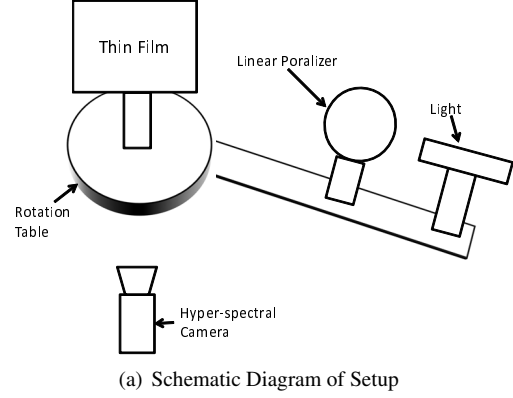 Thin Film
Linear Poralizer
Light
Rotation
Table
Hyper-spectral
Camera
(a) Schematic Diagram of Setup